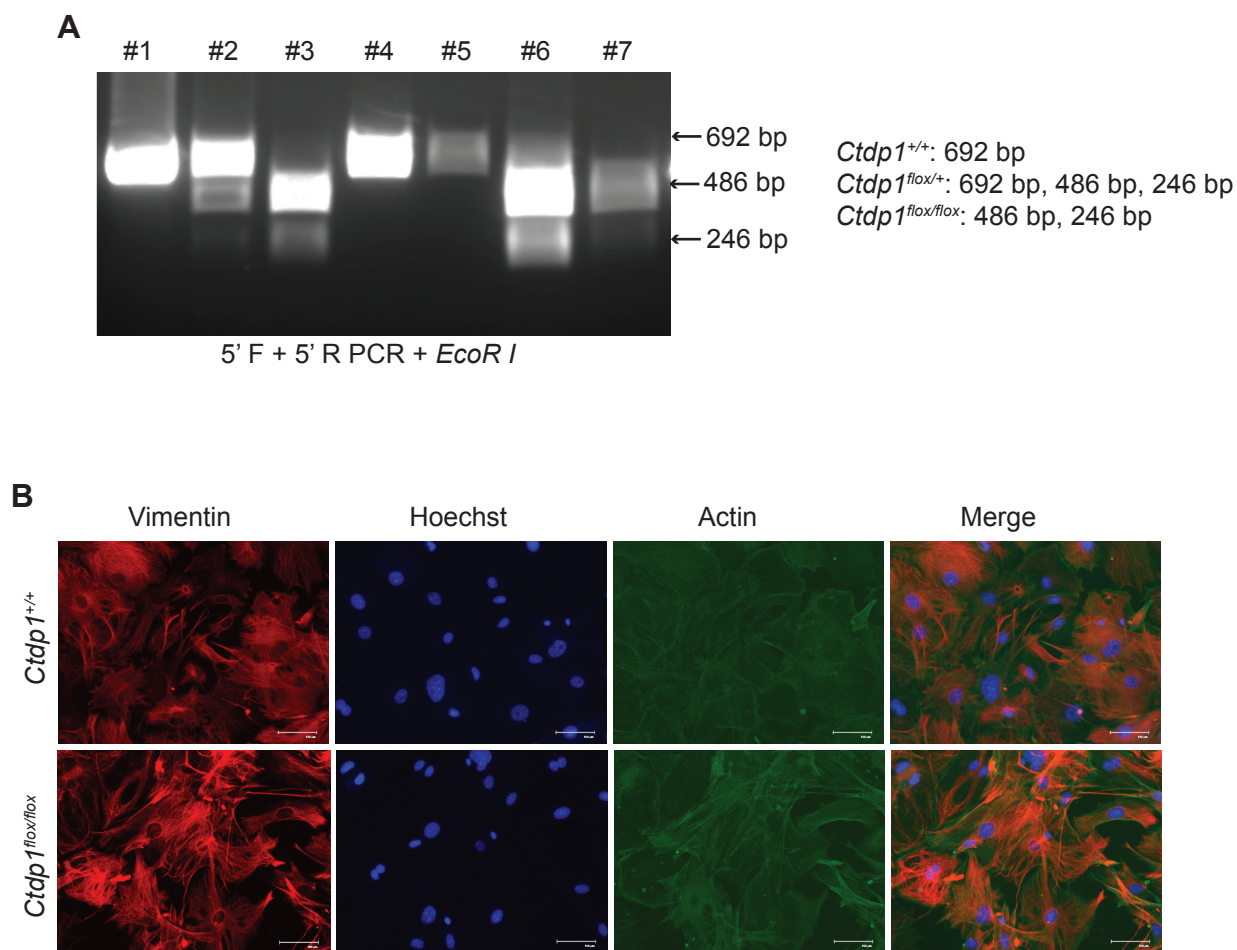 A
#1 #2 #3 #4 #5 #6 #7
692 bp
486 bp
246 bp
Ctdp1+/+: 692 bp
Ctdp1flox/+: 692 bp, 486 bp, 246 bp
Ctdp1flox/flox: 486 bp, 246 bp
5' F + 5' R PCR + EcoR I
B
Vimentin Hoechst Actin Merge
Ctdp1+/+
Ctdp1flox/flox